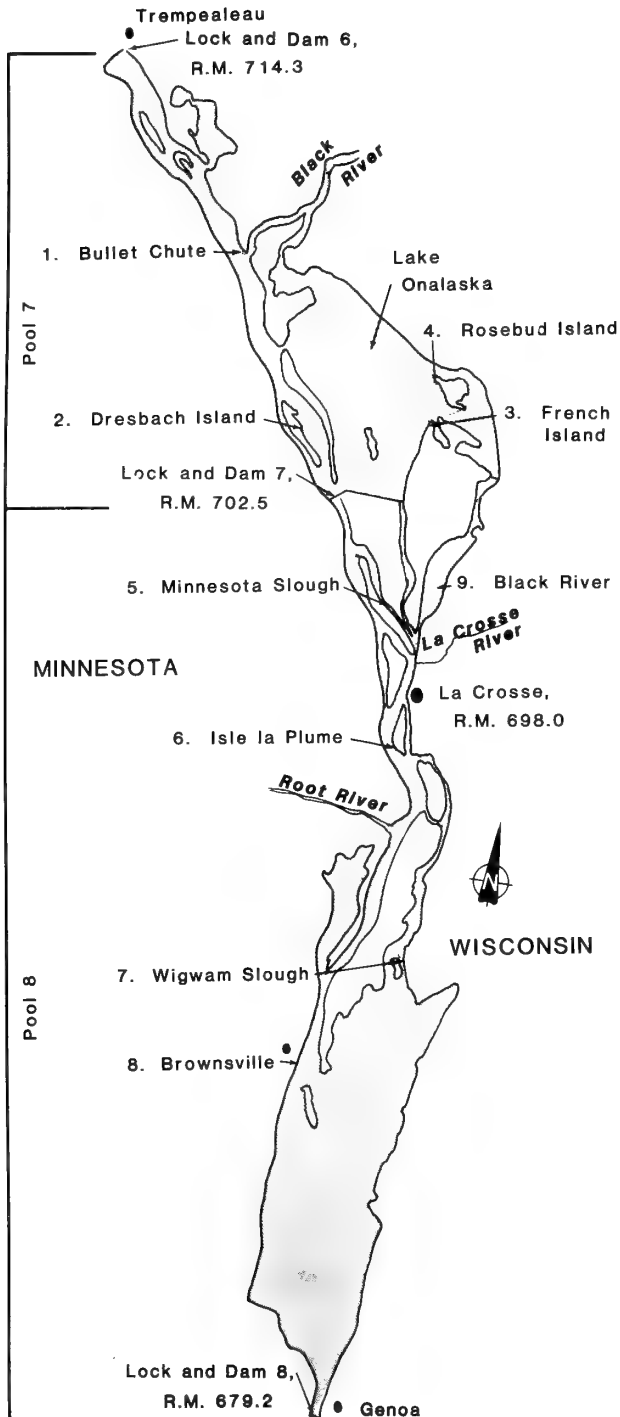 Trempealeau
Lock and Dam 6,
R.M. 714.3
Black
River
1. Bullet Chute
Lake
Onalaska
Pool 7
4. Rosebud Island
2. Dresbach Island
3. French
Island
Lock and Dam 7,
R.M. 702.5
5. Minnesota Slough
9. Black River
La Crosse
River
MINNESOTA
La Crosse,
R.M. 698.0
6. Isle la Plume
Root River
N
WISCONSIN
7. Wigwam Slough
Pool 8
8. Brownsville
Lock and Dam 8,
R.M. 679.2
Genoa